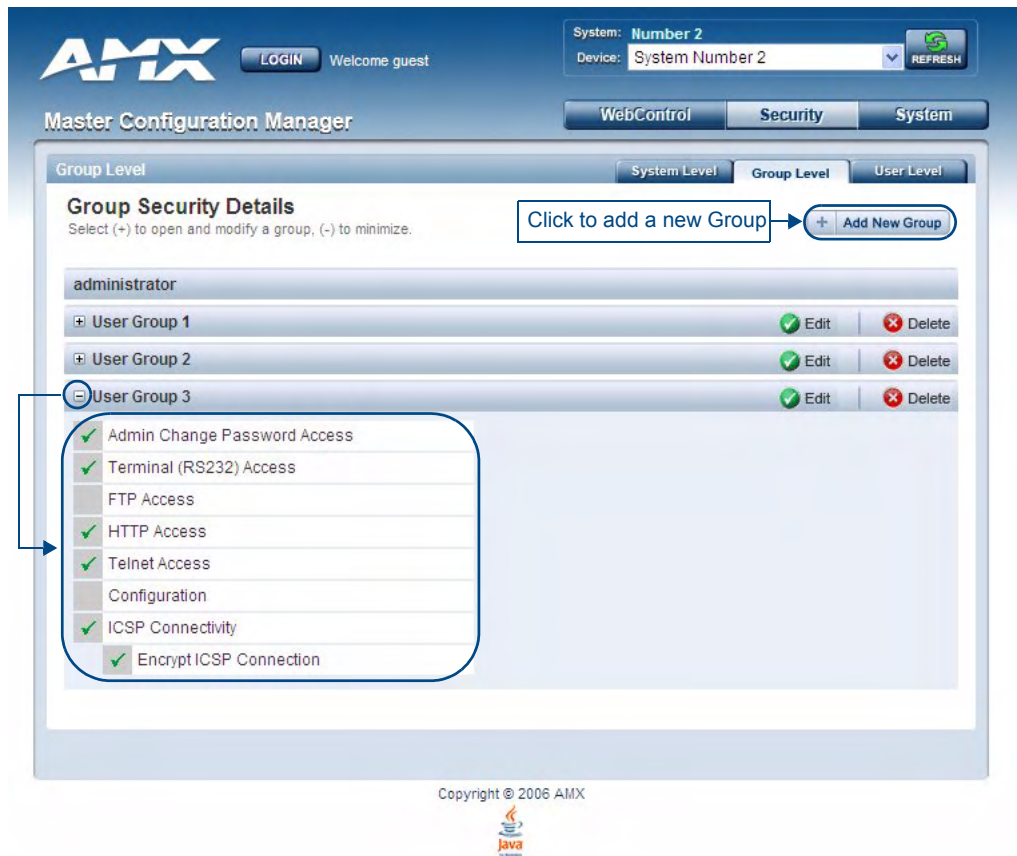 AMX
LOGIN Welcome guest
System: Number 2
Device: System Number 2
REFRESH
Master Configuration Manager
WebControl Security System
Group Level
System Level Group Level User Level
Group Security Details
Select (+) to open and modify a group, (-) to minimize.
Click to add a new Group
+ Add New Group
administrator
User Group 1 Edit Delete
User Group 2 Edit Delete
User Group 3 Edit Delete
Admin Change Password Access
Terminal (RS232) Access
FTP Access
HTTP Access
Telnet Access
Configuration
ICSP Connectivity
Encrypt ICSP Connection
Copyright © 2006 AMX
Java